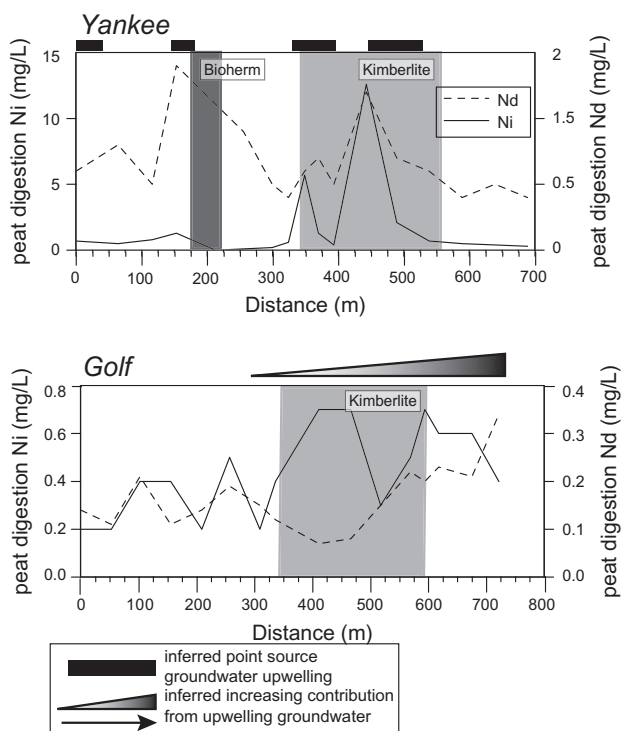 Yankee
15
2
Bioherm
Kimberlite
Nd
Ni
10
1
5
0.5
0
0
0 100 200 300 400 500 600 700
Distance (m)
peat digestion Ni (mg/L)
peat digestion Nd (mg/L)
Golf
0.8
0.4
Kimberlite
0.6
0.3
0.4
0.2
0.2
0.1
0.0
0.0
0 100 200 300 400 500 600 700 800
Distance (m)
peat digestion Ni (mg/L)
peat digestion Nd (mg/L)
inferred point source
groundwater upwelling
inferred increasing contribution
from upwelling groundwater